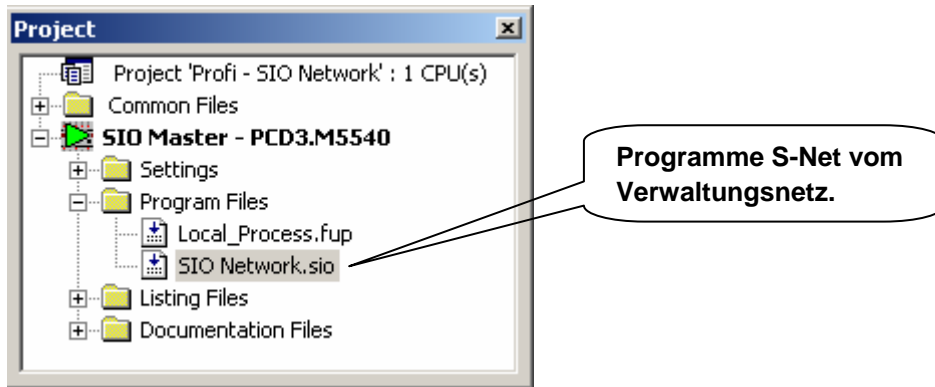 Project
Project 'Profi - SIO Network' : 1 CPU(s)
Common Files
SIO Master - PCD3.M5540
Settings
Program Files
Local_Process.fup
SIO Network.sio
Listing Files
Documentation Files
Programme S-Net vom
Verwaltungsnetz.